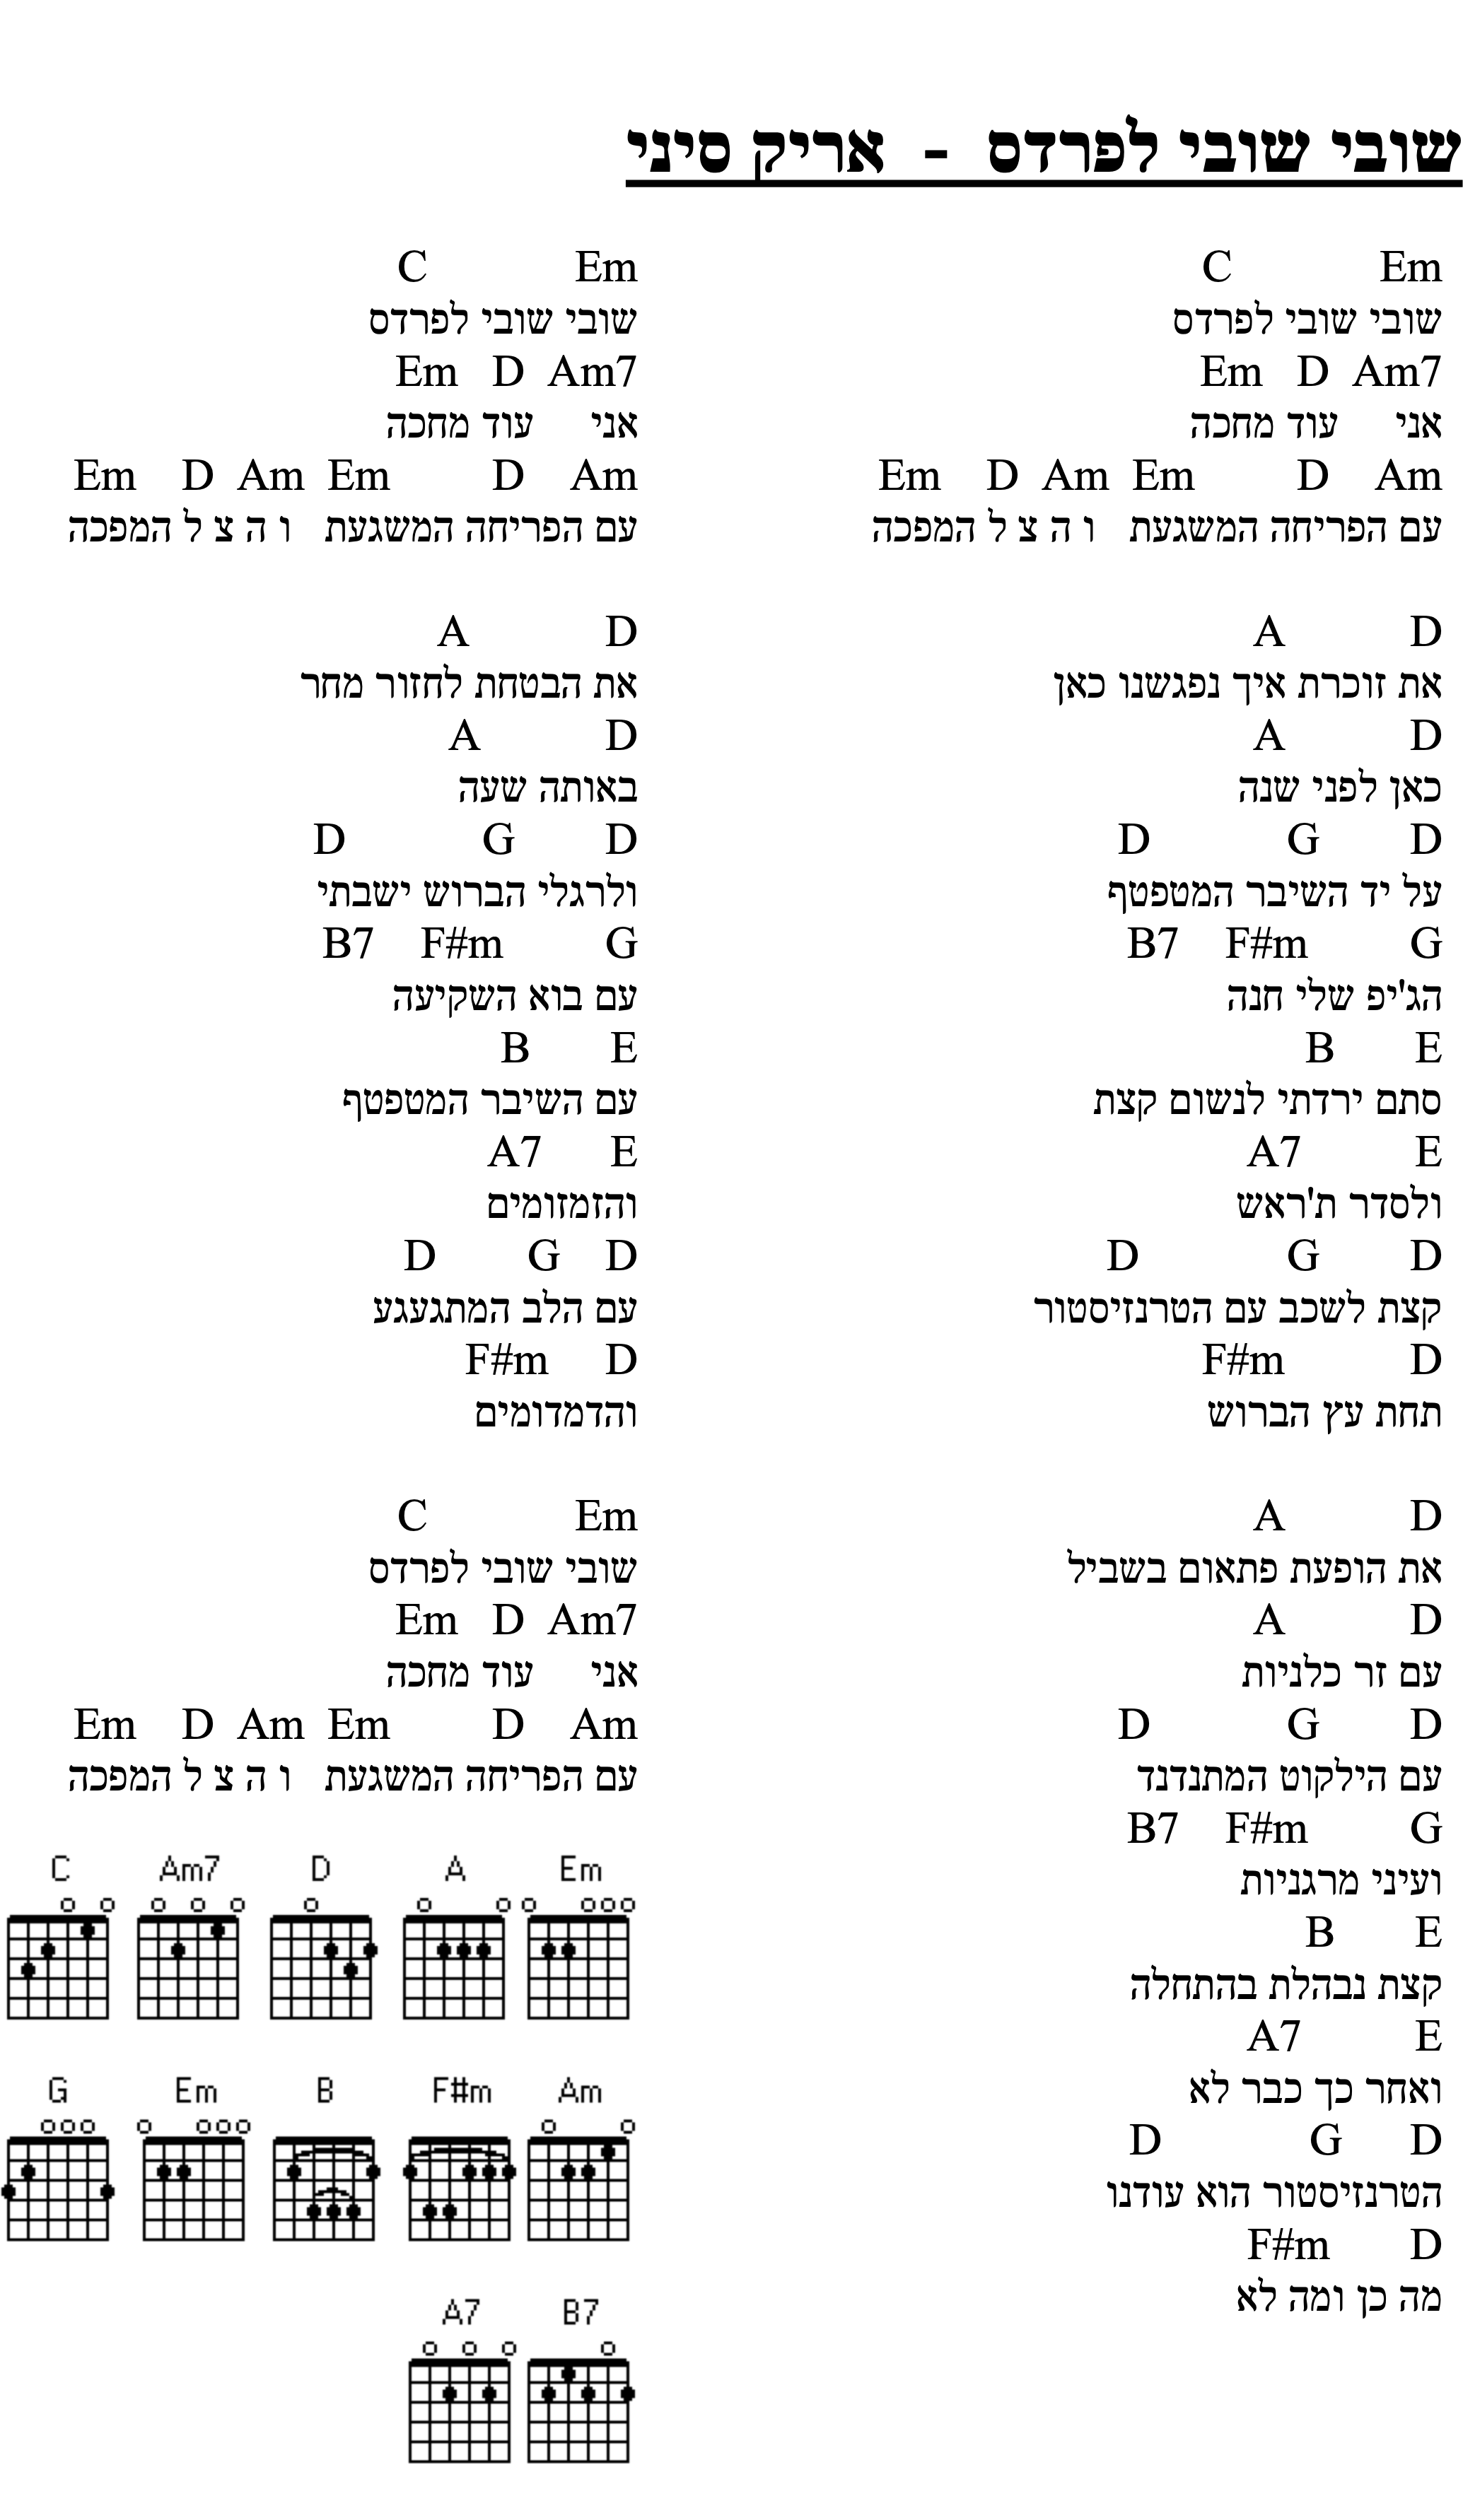 שובי שובי לפרדס - אריק סיני
Em C
שובי שובי לפרדס
Am7 D Em
אני עוד מחכה
Am D Em Am D Em
עם הפריחה המשגעת ו ה צ ל המפכה
D A
את זוכרת איך נפגשנו כאן
D A
כאן לפני שנה
D G D
על יד השיבר המטפטף
G F#m B7
הג'יפ שלי חנה
E B
סתם ירדתי לנשום קצת
E A7
ולסדר ת'ראש
D G D
קצת לשכב עם הטרנזיסטור
D F#m
תחת עץ הברוש
D A
את הופעת פתאום בשביל
D A
עם זר כלניות
D G D
עם הילקוט המתנדנד
G F#m B7
ועיני מרגניות
E B
קצת נבהלת בהתחלה
E A7
ואחר כך כבר לא
D G D
הטרנזיסטור הוא עודנו
D F#m
מה כן ומה לא
Em C
שובי שובי לפרדס
Am7 D Em
אני עוד מחכה
Am D Em Am D Em
עם הפריחה המשגעת ו ה צ ל המפכה
D A
את הבטחת לחזור מחר
D A
באותה שעה
D G D
ולרגלי הברוש ישבתי
G F#m B7
עם בוא השקיעה
E B
עם השיבר המטפטף
E A7
והזמזומים
D G D
עם הלב המתגעגע
D F#m
והדמדומים
Em C
שובי שובי לפרדס
Am7 D Em
אני עוד מחכה
Am D Em Am D Em
עם הפריחה המשגעת ו ה צ ל המפכה
Em A D Am7 C
Am F#m B Em G
B7 A7